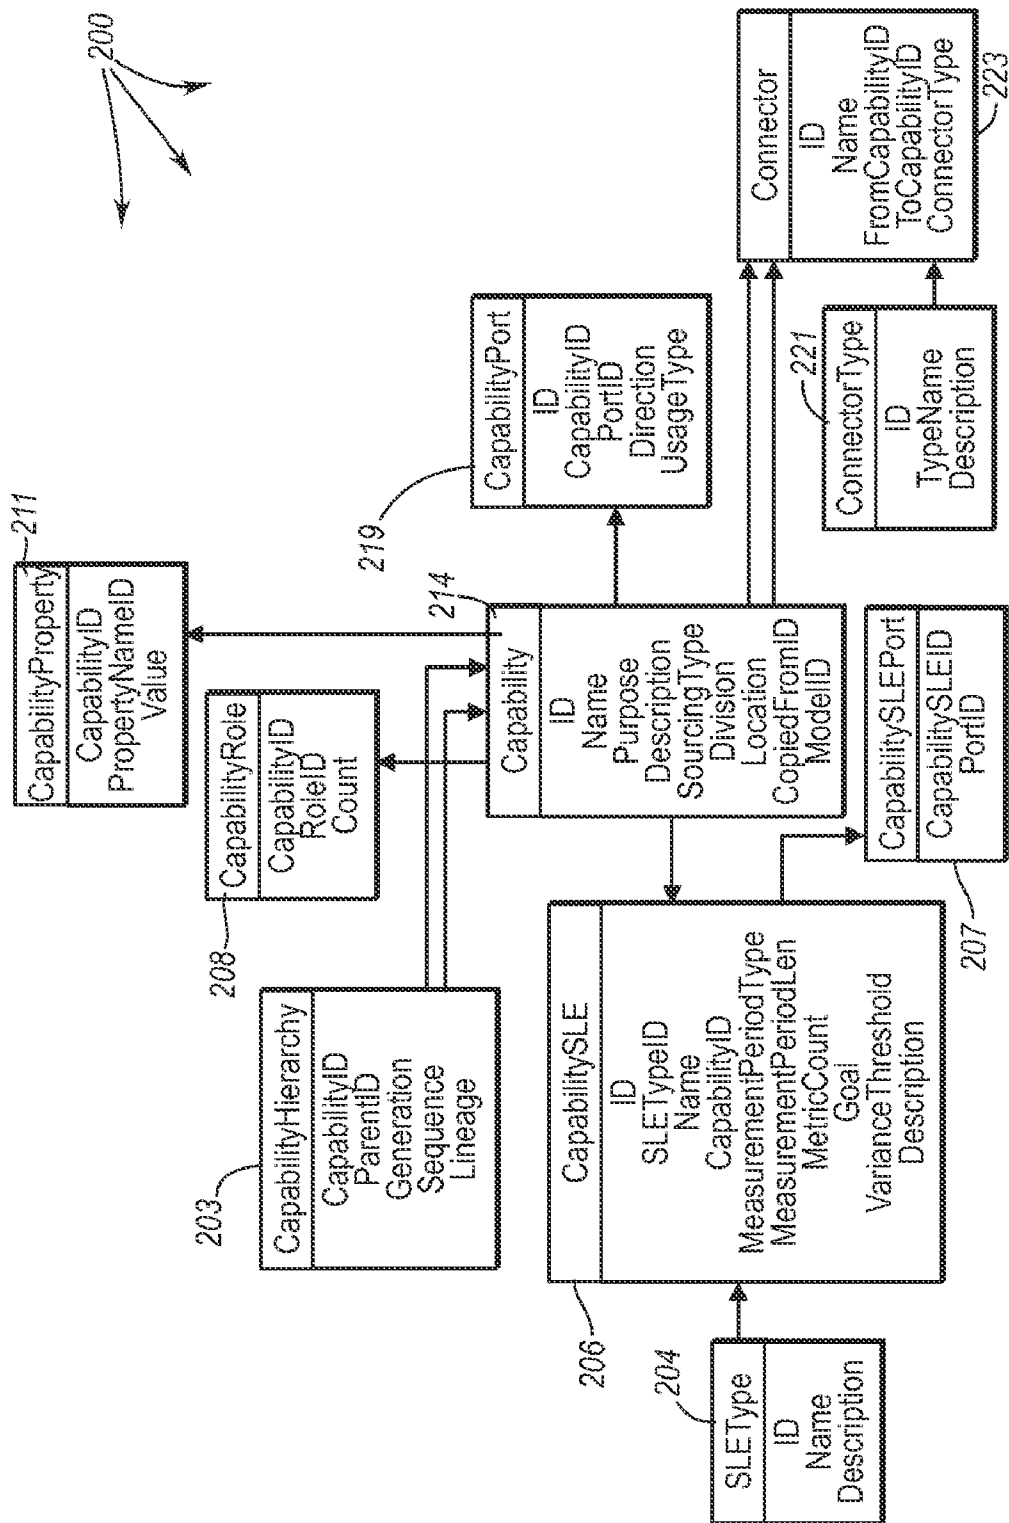 200
203
CapabilityHierarchy
CapabilityID
ParentID
Generation
Sequence
Lineage
208
CapabilityRole
CapabilityID
RoleID
Count
CapabilityProperty
211
CapabilityID
PropertyNameID
Value
204
SLEType
ID
Name
Description
206
CapabilitySLE
ID
SLETypeID
Name
CapabilityID
MeasurementPeriodType
MeasurementPeriodLen
MetricCount
Goal
VarianceThreshold
Description
214
Capability
ID
Name
Purpose
Description
SourcingType
Division
Location
CopiedFromID
ModelID
219
CapabilityPort
ID
CapabilityID
PortID
Direction
UsageType
207
CapabilitySLEPort
CapabilitySLEID
PortID
221
ConnectorType
ID
TypeName
Description
Connector
ID
Name
FromCapabilityID
ToCapabilityID
ConnectorType
223